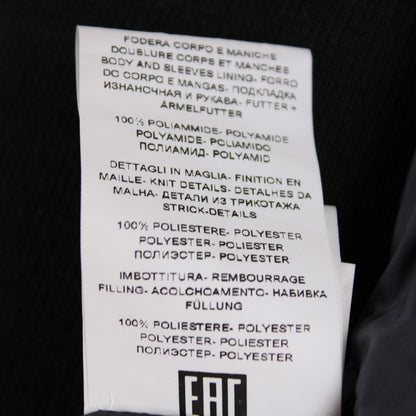 FODERA CORPO E MANICHE
DOUBLURE CORPS ET MANCHES
BODY AND SLEEVES LINING- FORRO
DO CORPO E MANGAS- ПОДКЛАДКА
ИЗНАНОЧНАЯ И РУКАВА- FUTTER +
ÄRMELFUTTER
100% POLIAMMIDE- POLYAMIDE
POLYAMIDE- POLIAMIDO
ПОЛИАМИД- POLYAMID
DETTAGLI IN MAGLIA- FINITION EN
MAILLE- KNIT DETAILS- DETALHES DA
MALHA- ДЕТАЛИ ИЗ ТРИКОТАЖА
STRICK-DETAILS
100% POLIESTERE- POLYESTER
POLYESTER- POLIESTER
ПОЛИЭСТЕР- POLYESTER
IMBOTTITURA- REMBOURRAGE
FILLING- ACOLCHOAMENTO- НАБИВКА
FÜLLUNG
100% POLIESTERE- POLYESTER
POLYESTER- POLIESTER
ПОЛИЭСТЕР- POLYESTER
EAC